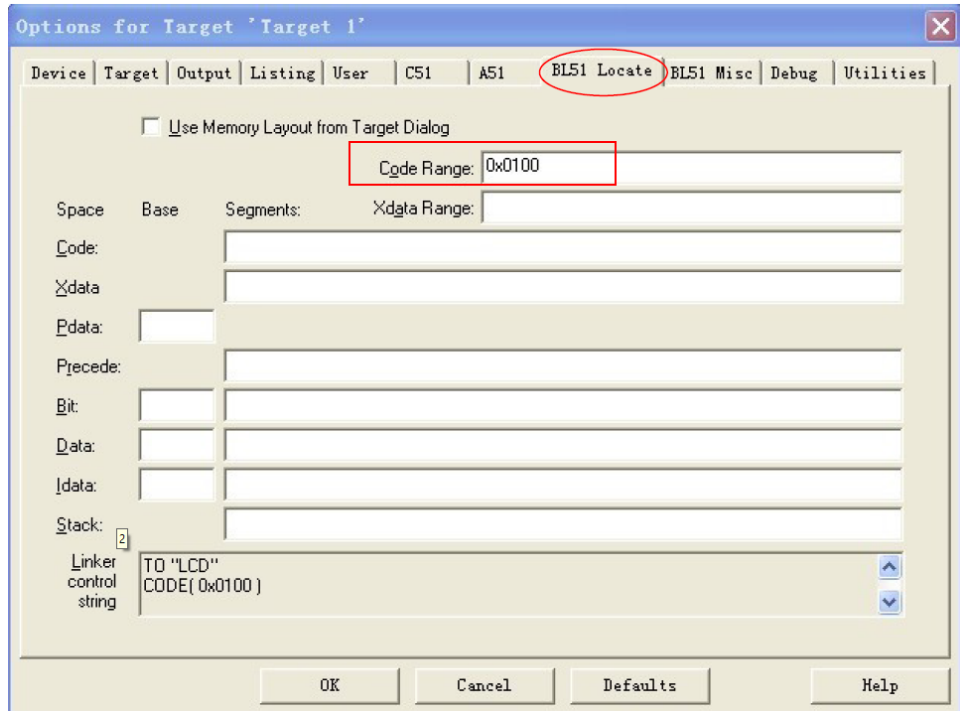 Options for Target 'Target 1'
Device Target Output Listing User C51 A51 BL51 Locate BL51 Misc Debug Utilities
Use Memory Layout from Target Dialog
Code Range: 0x0100
Space Base Segments: Xdata Range:
Code:
Xdata
Pdata:
Precede:
Bit:
Data:
Idata:
Stack:
2
Linker control string
TO "LCD"
CODE( 0x0100 )
OK Cancel Defaults Help